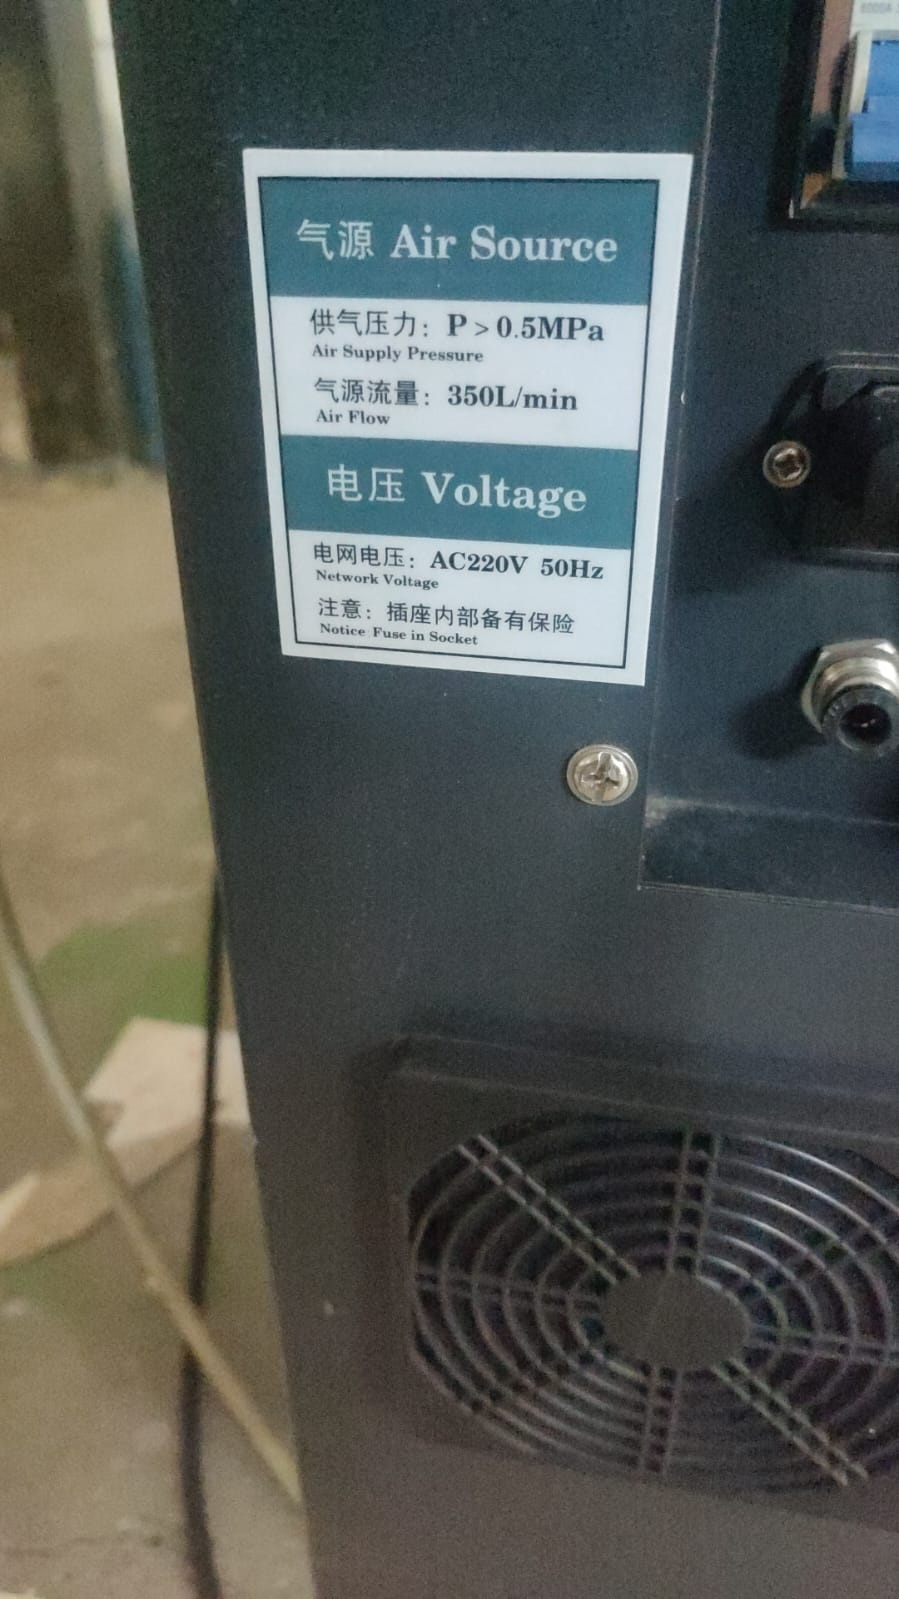 气源 Air Source
供气压力：P > 0.5MPa
Air Supply Pressure
气源流量：350L/min
Air Flow
电压 Voltage
电网电压：AC220V 50Hz
Network Voltage
注意：插座内部备有保险
Notice Fuse in Socket